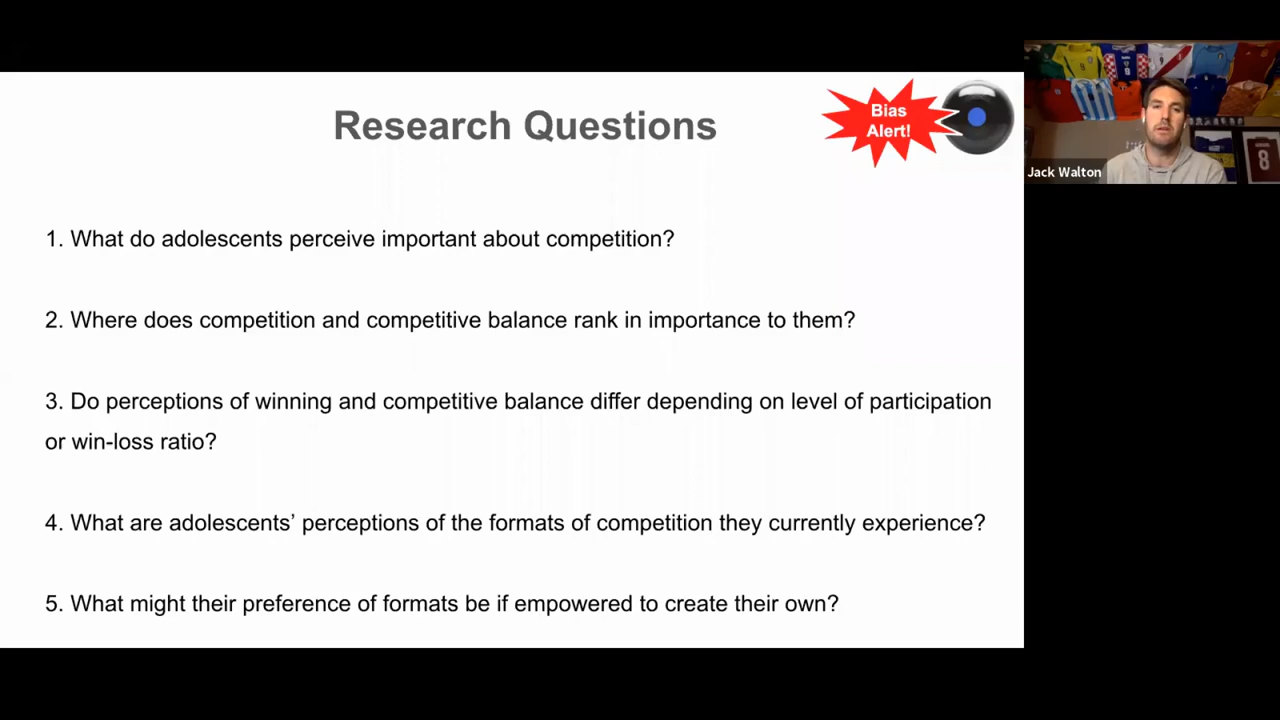 Research Questions
Bias
Alert!
1. What do adolescents perceive important about competition?
2. Where does competition and competitive balance rank in importance to them?
3. Do perceptions of winning and competitive balance differ depending on level of participation
or win-loss ratio?
4. What are adolescents’ perceptions of the formats of competition they currently experience?
5. What might their preference of formats be if empowered to create their own?
Jack Walton
8